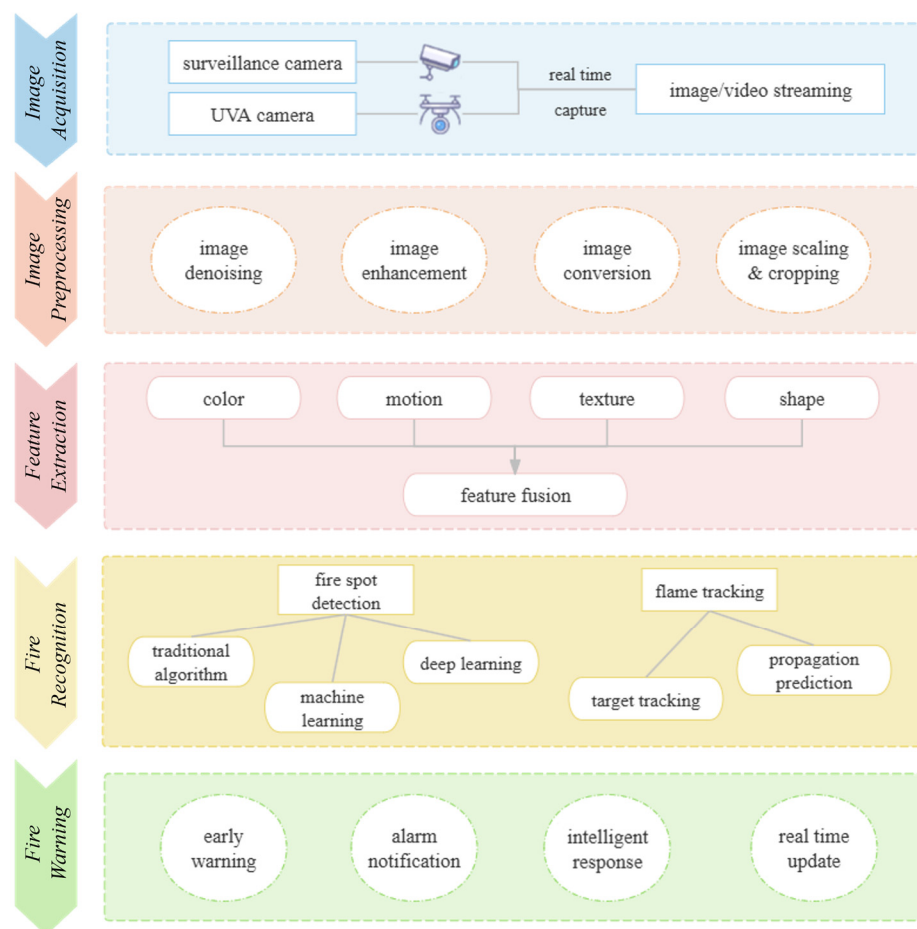 Image
Acquisition
surveillance camera
UVA camera
real time
capture
image/video streaming
Image
Preprocessing
image
denoising
image
enhancement
image
conversion
image scaling
& cropping
Feature
Extraction
color
motion
texture
shape
feature fusion
Fire
Recognition
fire spot
detection
traditional
algorithm
machine
learning
deep learning
flame tracking
target tracking
propagation
prediction
Fire
Warning
early
warning
alarm
notification
intelligent
response
real time
update